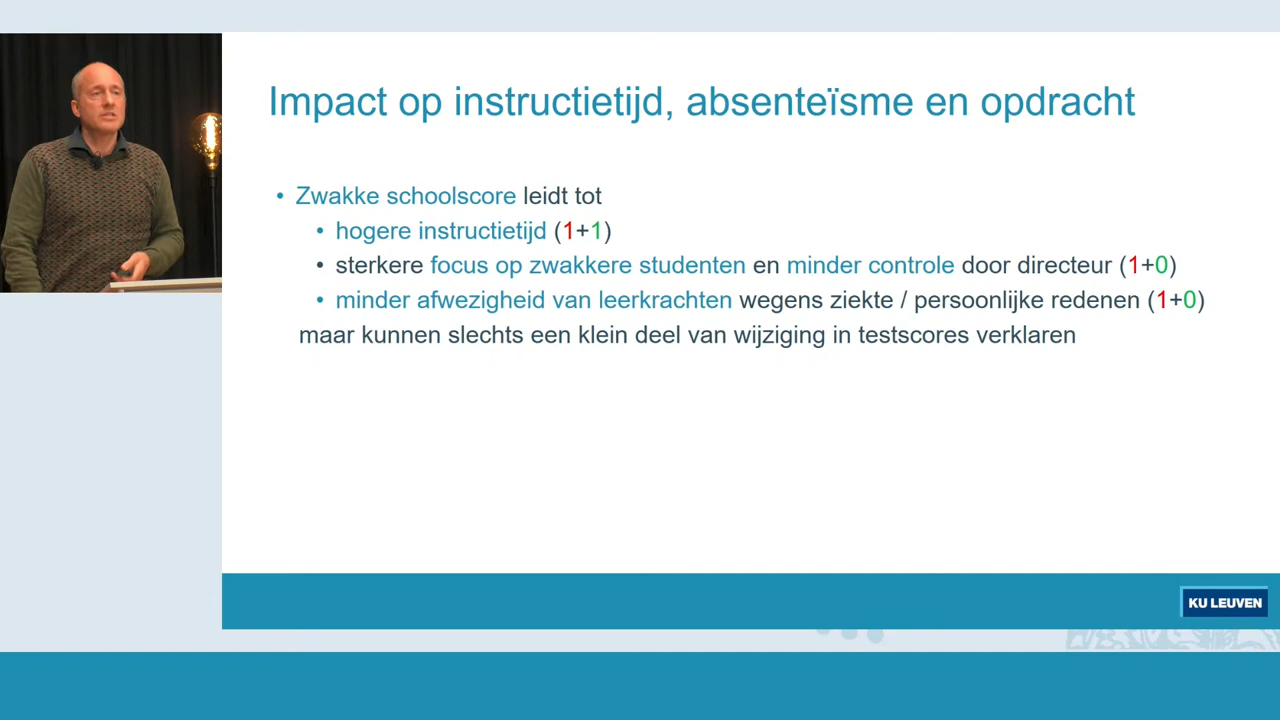 Impact op instructietijd, absenteïsme en opdracht
• Zwakke schoolscore leidt tot
• hogere instructietijd (1+1)
• sterkere focus op zwakkere studenten en minder controle door directeur (1+0)
• minder afwezigheid van leerkrachten wegens ziekte / persoonlijke redenen (1+0)
maar kunnen slechts een klein deel van wijziging in testscores verklaren
KU LEUVEN